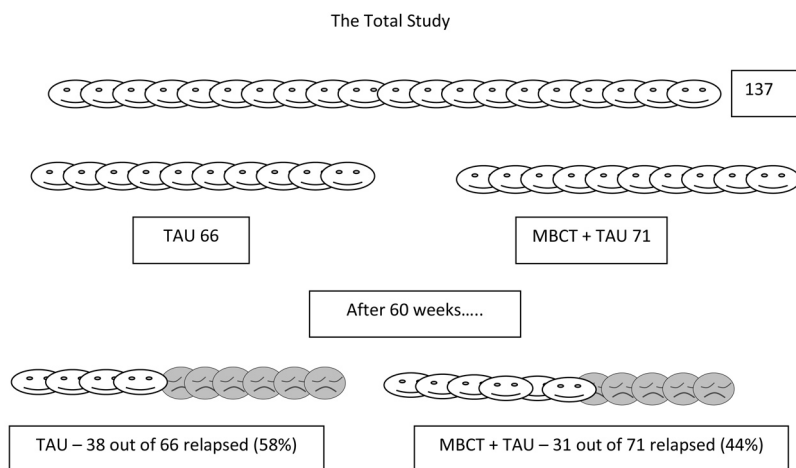 The Total Study
137
TAU 66
MBCT + TAU 71
After 60 weeks…..
TAU – 38 out of 66 relapsed (58%)
MBCT + TAU – 31 out of 71 relapsed (44%)